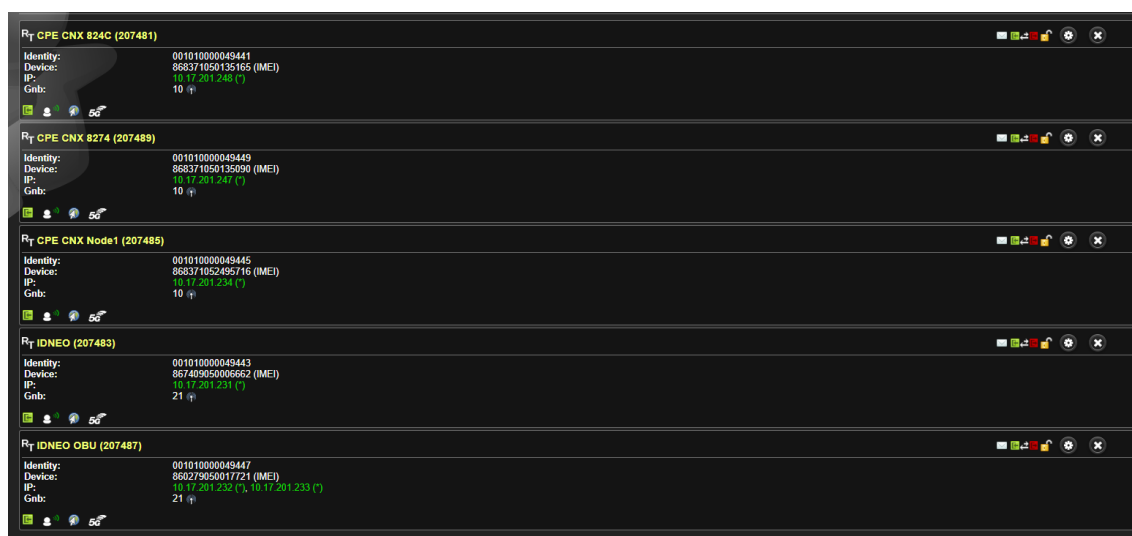 RT CPE CNX 824C (207481)
Identity: 001010000049441
Device: 868371050135165 (IMEI)
IP: 10.17.201.248 (*)
Gnb: 10
5G
RT CPE CNX 8274 (207489)
Identity: 001010000049449
Device: 868371050135090 (IMEI)
IP: 10.17.201.247 (*)
Gnb: 10
5G
RT CPE CNX Node1 (207485)
Identity: 001010000049445
Device: 868371052495716 (IMEI)
IP: 10.17.201.234 (*)
Gnb: 10
5G
RT IDNEO (207483)
Identity: 001010000049443
Device: 867409050006662 (IMEI)
IP: 10.17.201.231 (*)
Gnb: 21
5G
RT IDNEO OBU (207487)
Identity: 001010000049447
Device: 860279050017721 (IMEI)
IP: 10.17.201.232 (*), 10.17.201.233 (*)
Gnb: 21
5G